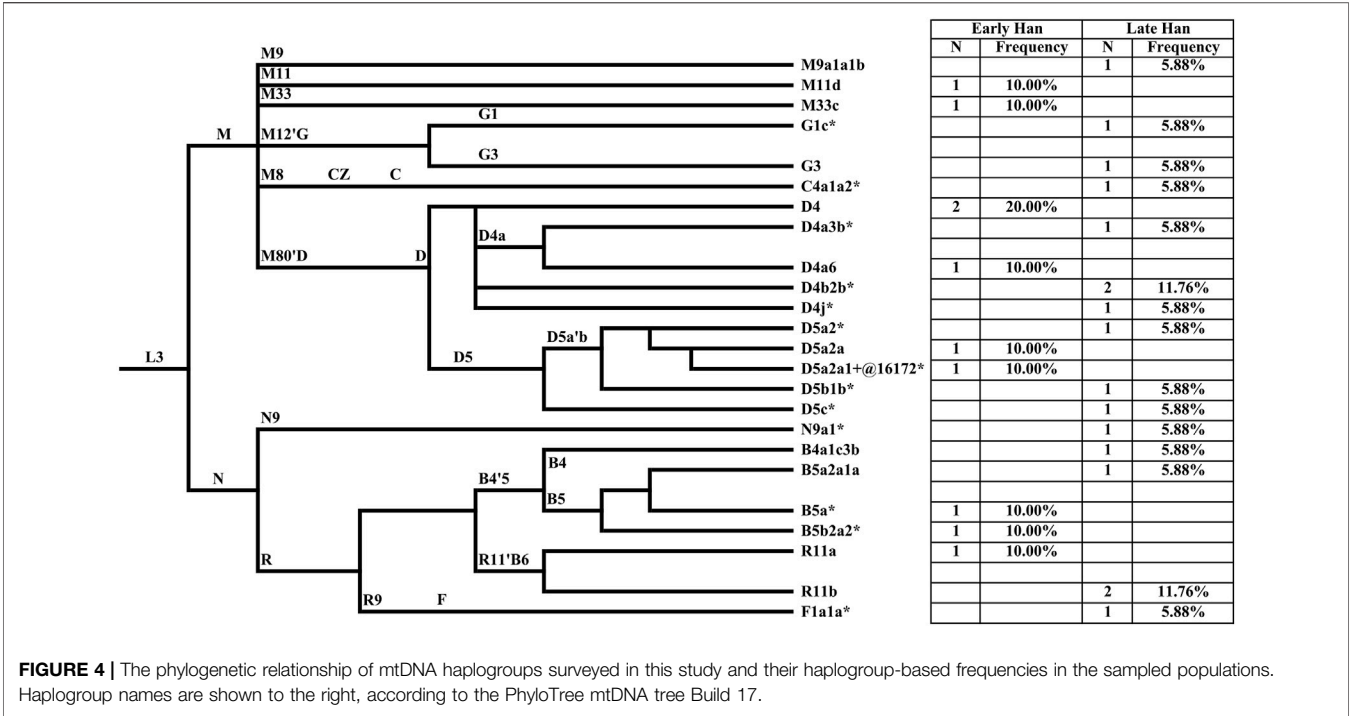 Early Han Late Han
N Frequency N Frequency
M9
M9a1a1b 1 5.88%
M11
M11d 1 10.00%
M33
M33c 1 10.00%
G1
M M12'G G1c* 1 5.88%
G3
G3 1 5.88%
M8 CZ C C4a1a2* 1 5.88%
D4 2 20.00%
D4a D4a3b* 1 5.88%
M80'D D D4a6 1 10.00%
D4b2b* 2 11.76%
D4j* 1 5.88%
D5a2* 1 5.88%
D5a'b D5a2a 1 10.00%
L3 D5 D5a2a1+@16172* 1 10.00%
D5b1b* 1 5.88%
D5c* 1 5.88%
N9 N9a1* 1 5.88%
B4a1c3b 1 5.88%
B4
N B4'5 B5a2a1a 1 5.88%
B5 B5a* 1 10.00%
B5b2a2* 1 10.00%
R R11'B6 R11a 1 10.00%
R11b 2 11.76%
R9 F F1a1a* 1 5.88%
FIGURE 4 | The phylogenetic relationship of mtDNA haplogroups surveyed in this study and their haplogroup-based frequencies in the sampled populations.
Haplogroup names are shown to the right, according to the PhyloTree mtDNA tree Build 17.